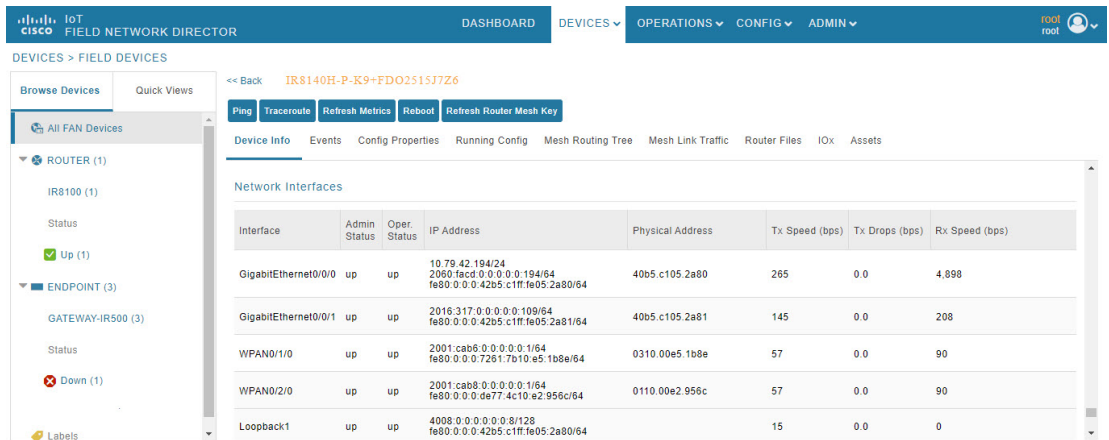 IoT
CISCO FIELD NETWORK DIRECTOR
DASHBOARD DEVICES OPERATIONS CONFIG ADMIN
root
root
DEVICES > FIELD DEVICES
Browse Devices Quick Views
All FAN Devices
ROUTER (1)
IR8100 (1)
Status
Up (1)
ENDPOINT (3)
GATEWAY-IR500 (3)
Status
Down (1)
Labels
<< Back IR8140H-P-K9+FDO2515J7Z6
Ping Traceroute Refresh Metrics Reboot Refresh Router Mesh Key
Device Info Events Config Properties Running Config Mesh Routing Tree Mesh Link Traffic Router Files IOx Assets
Network Interfaces
Interface Admin Status Oper. Status IP Address Physical Address Tx Speed (bps) Tx Drops (bps) Rx Speed (bps)
10.79.42.194/24
GigabitEthernet0/0/0 up up 2060:facd:0:0:0:0:0:194/64 40b5.c105.2a80 265 0.0 4,898
fe80:0:0:0:42b5:c1ff:fe05:2a80/64
2016:317:0:0:0:0:0:109/64
GigabitEthernet0/0/1 up up fe80:0:0:0:42b5:c1ff:fe05:2a81/64 40b5.c105.2a81 145 0.0 208
2001:cab6:0:0:0:0:0:1/64
WPAN0/1/0 up up fe80:0:0:0:7261:7b10:e5:1b8e/64 0310.00e5.1b8e 57 0.0 90
2001:cab8:0:0:0:0:0:1/64
WPAN0/2/0 up up fe80:0:0:0:de77:4c10:e2:956c/64 0110.00e2.956c 57 0.0 90
4008:0:0:0:0:0:0:8/128
Loopback1 up up fe80:0:0:0:42b5:c1ff:fe05:2a80/64 15 0.0 0